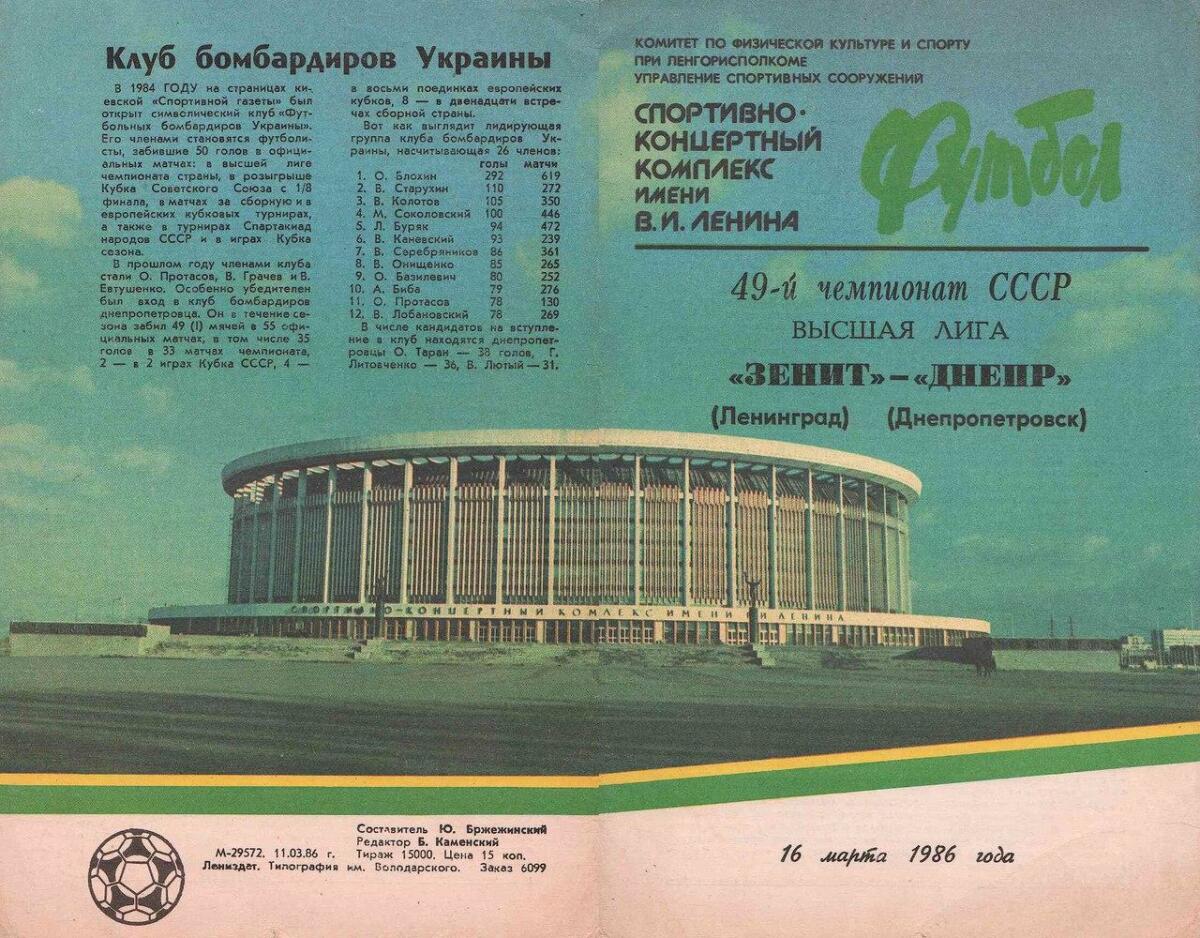 Клуб бомбардиров Украины
В 1984 ГОДУ на страницах ки-
евской «Спортивной газеты» был
открыт символический клуб «Фут-
больных бомбардиров Украины».
Его членами становятся футболи-
сты, забившие 50 голов в офици-
альных матчах: в высшей лиге
чемпионата страны, в розыгрыше
Кубка Советского Союза с 1/8
финала, в матчах за сборную и в
европейских кубковых турнирах,
а также в турнирах Спартакиад
народов СССР и в играх Кубка
сезона.
В прошлом году членами клуба
стали О. Протасов, В. Грачев и В.
Евтушенко. Особенно убедителен
был вход в клуб бомбардиров
днепропетровца. Он в течение се-
зона забил 49 (!) мячей в 55 офи-
циальных матчах, в том числе 35
голов в 33 матчах чемпионата,
2 — в 2 играх Кубка СССР, 4 —
в восьми поединках европейских
кубков, 8 — в двенадцати встре-
чах сборной страны.
Вот как выглядит лидирующая
группа клуба бомбардиров Ук-
раины, насчитывающая 26 членов:
голы матчи
1. О. Блохин 292 619
2. В. Старухин 110 272
3. В. Колотов 105 350
4. М. Соколовский 100 446
5. Л. Буряк 94 472
6. В. Каневский 93 239
7. В. Серебряников 86 361
8. В. Онищенко 85 265
9. О. Базилевич 80 252
10. А. Биба 79 276
11. О. Протасов 78 130
12. В. Лобановский 78 269
В числе кандидатов на вступле-
ние в клуб находятся днепропет-
ровцы О. Таран — 38 голов, Г.
Литовченко — 36, В. Лютый — 31.
КОМИТЕТ ПО ФИЗИЧЕСКОЙ КУЛЬТУРЕ И СПОРТУ
ПРИ ЛЕНГОРИСПОЛКОМЕ
УПРАВЛЕНИЕ СПОРТИВНЫХ СООРУЖЕНИЙ
СПОРТИВНО-
КОНЦЕРТНЫЙ
КОМПЛЕКС
ИМЕНИ
В. И. ЛЕНИНА
Футбол
49-й чемпионат СССР
ВЫСШАЯ ЛИГА
«ЗЕНИТ» — «ДНЕПР»
(Ленинград) (Днепропетровск)
СПОРТИВНО-КОНЦЕРТНЫЙ КОМПЛЕКС ИМЕНИ В И ЛЕНИНА
Составитель Ю. Бржежинский
Редактор Б. Каменский
М-29572. 11.03.86 г. Тираж 15000. Цена 15 коп.
Лениздат. Типография им. Володарского. Заказ 6099
16 марта 1986 года